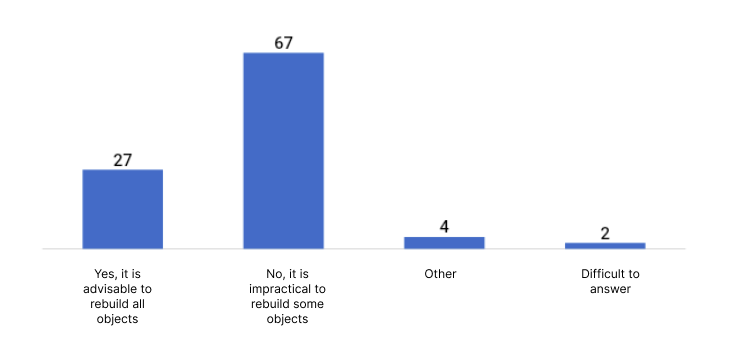 67
27
4
2
Yes, it is
advisable to
rebuild all
objects
No, it is
impractical to
rebuild some
objects
Other
Difficult to
answer